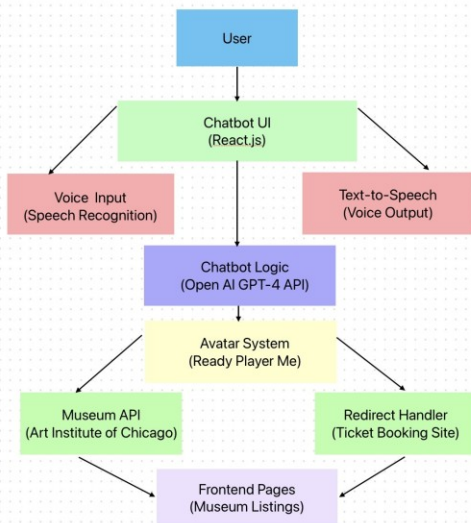 User
Chatbot UI
(React.js)
Voice Input
(Speech Recognition)
Text-to-Speech
(Voice Output)
Chatbot Logic
(Open AI GPT-4 API)
Avatar System
(Ready Player Me)
Museum API
(Art Institute of Chicago)
Redirect Handler
(Ticket Booking Site)
Frontend Pages
(Museum Listings)